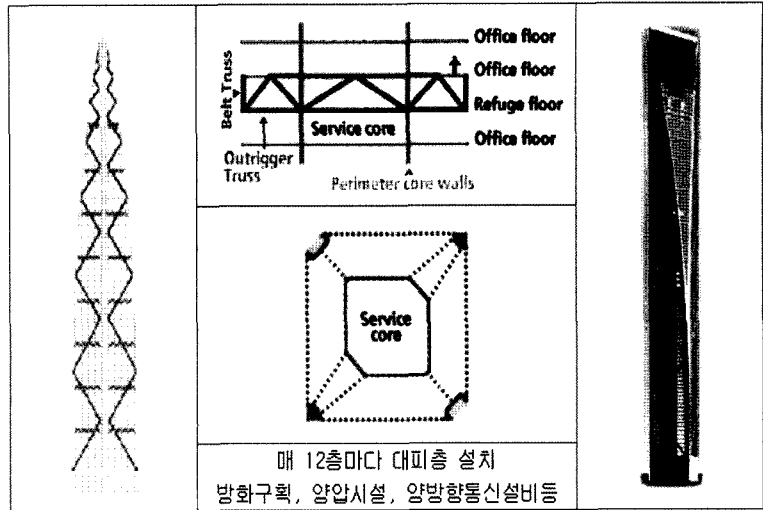 Office floor
Office floor
Belt Truss
Refuge floor
Service core
Office floor
Outrigger
Truss
Perimeter core walls
Service
core
매 12층마다 대피층 설치
방화구획, 양압시설, 양방향통신설비등